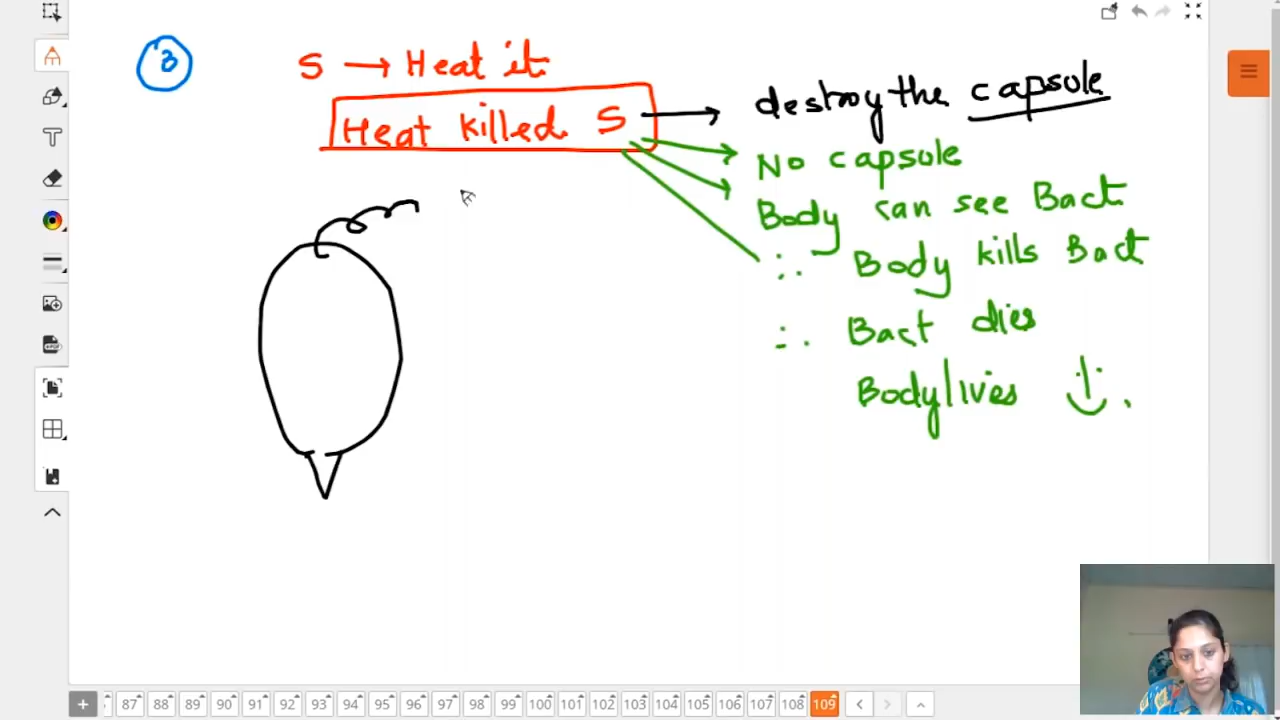 3
S → Heat it
Heat killed S → destroy the capsole
No capsole
Body can see Bact
∴ Body kills Bact
∴ Bact dies
Body lives
87 88 89 90 91 92 93 94 95 96 97 98 99 100 101 102 103 104 105 106 107 108 109